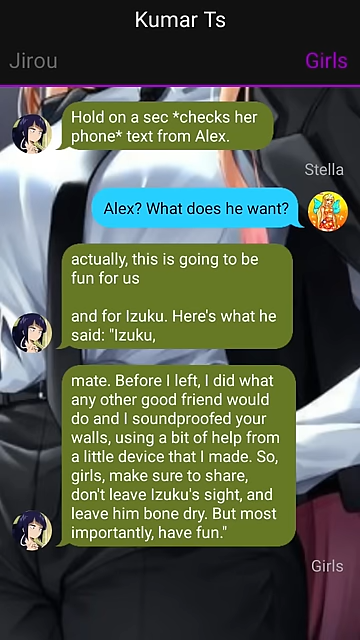 Kumar Ts
Jirou
Girls
Hold on a sec *checks her
phone* text from Alex.
Stella
Alex? What does he want?
actually, this is going to be
fun for us
and for Izuku. Here's what he
said: "Izuku,
mate. Before I left, I did what
any other good friend would
do and I soundproofed your
walls, using a bit of help from
a little device that I made. So,
girls, make sure to share,
don't leave Izuku's sight, and
leave him bone dry. But most
importantly, have fun."
Girls